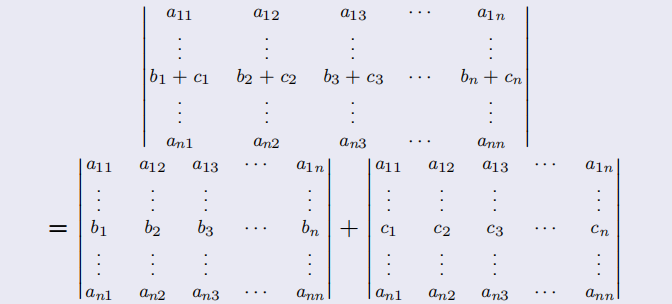 | a₁₁ a₁₂ a₁₃ ⋯ a₁ₙ |
| ⋮ ⋮ ⋮ ⋮ |
| b₁ + c₁ b₂ + c₂ b₃ + c₃ ⋯ bₙ + cₙ |
| ⋮ ⋮ ⋮ ⋮ |
| aₙ₁ aₙ₂ aₙ₃ ⋯ aₙₙ |
| a₁₁ a₁₂ a₁₃ ⋯ a₁ₙ | | a₁₁ a₁₂ a₁₃ ⋯ a₁ₙ |
| ⋮ ⋮ ⋮ ⋮ | | ⋮ ⋮ ⋮ ⋮ |
= | b₁ b₂ b₃ ⋯ bₙ | + | c₁ c₂ c₃ ⋯ cₙ |
| ⋮ ⋮ ⋮ ⋮ | | ⋮ ⋮ ⋮ ⋮ |
| aₙ₁ aₙ₂ aₙ₃ ⋯ aₙₙ | | aₙ₁ aₙ₂ aₙ₃ ⋯ aₙₙ |